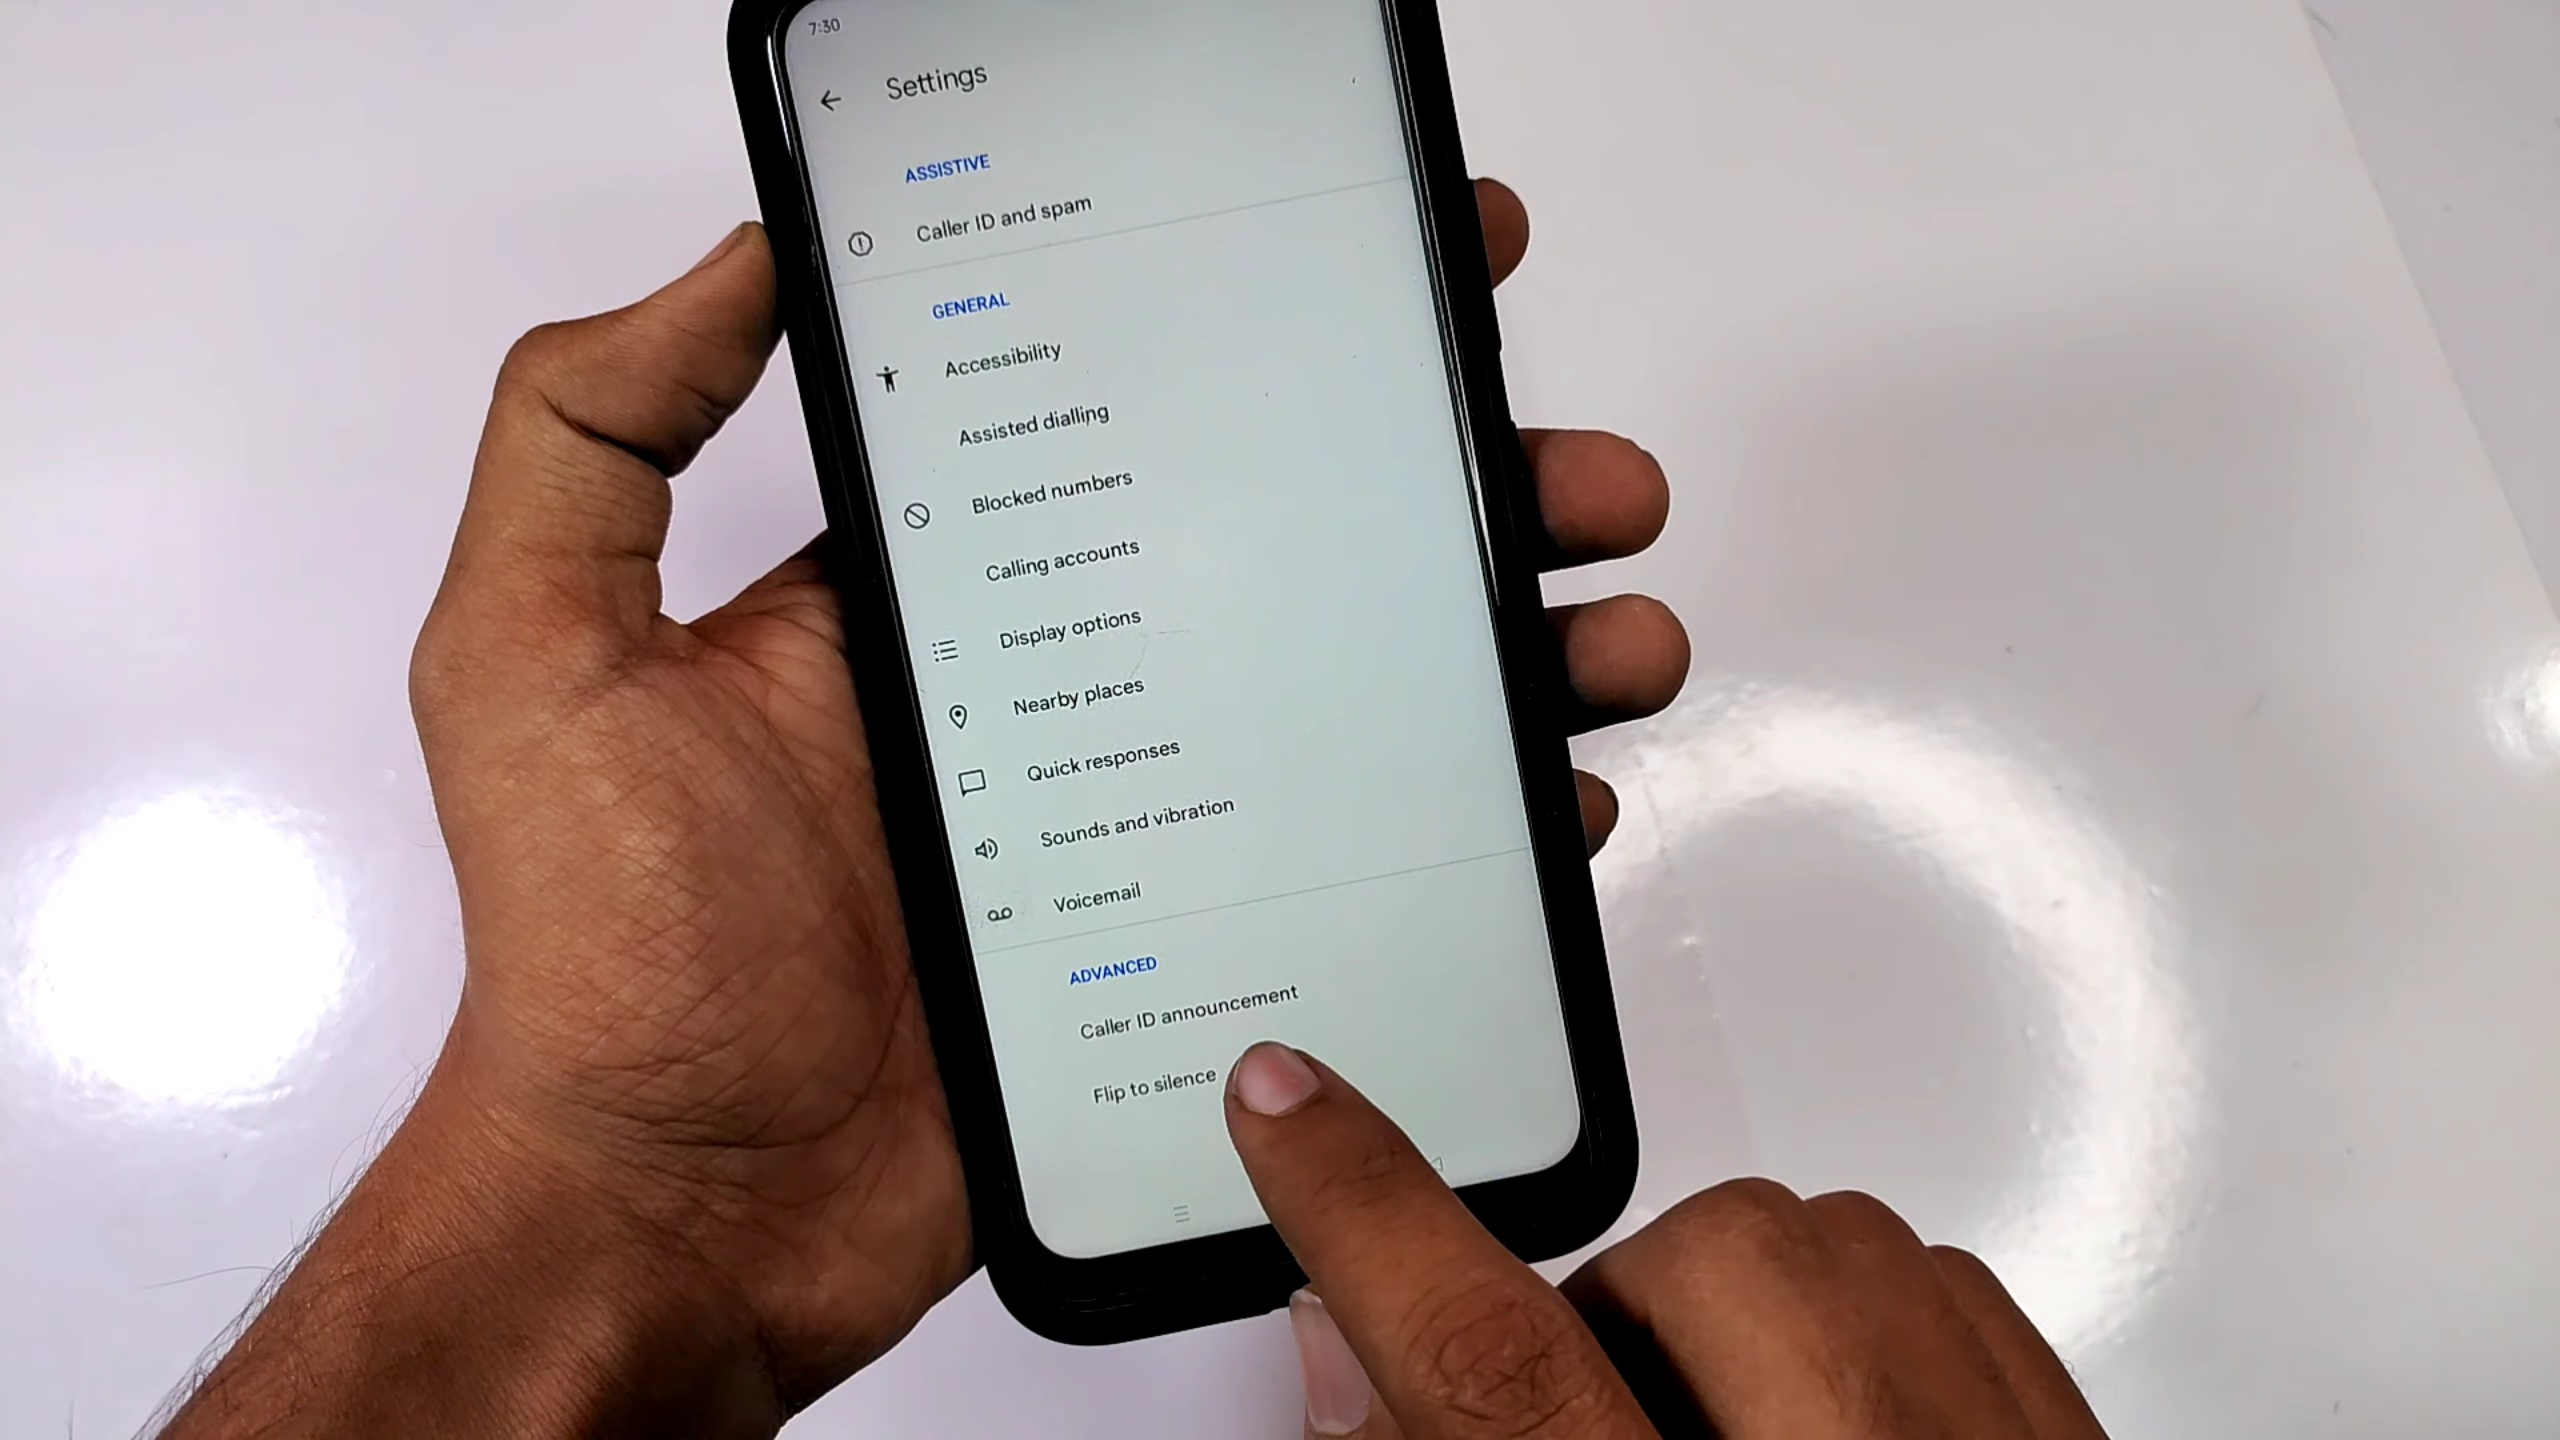 7:30
Settings
ASSISTIVE
Caller ID and spam
GENERAL
Accessibility
Assisted dialling
Blocked numbers
Calling accounts
Display options
Nearby places
Quick responses
Sounds and vibration
Voicemail
ADVANCED
Caller ID announcement
Flip to silence